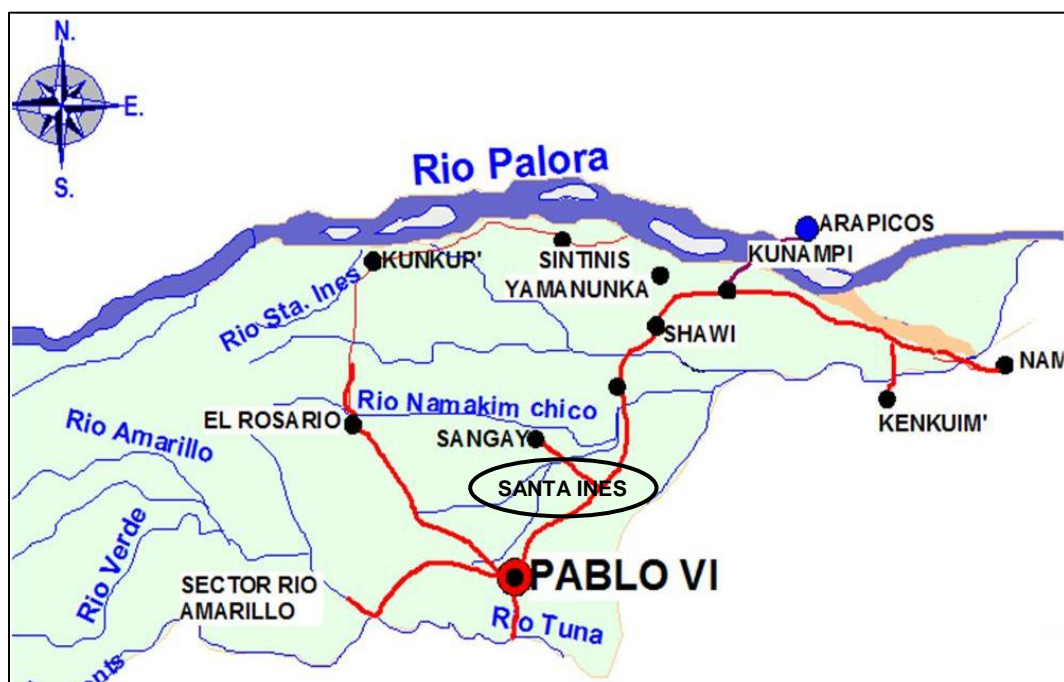 N.
E.
S.
Rio Palora
ARAPICOS
KUNAMPI
KUNKUP'
SINTINIS
YAMANUNKA
Rio Sta. Ines
SHAWI
NAM
KENKUIM'
Rio Namakim chico
EL ROSARIO
SANGAY
Rio Amarillo
SANTA INES
Rio Verde
PABLO VI
SECTOR RIO
AMARILLO
Rio Tuna